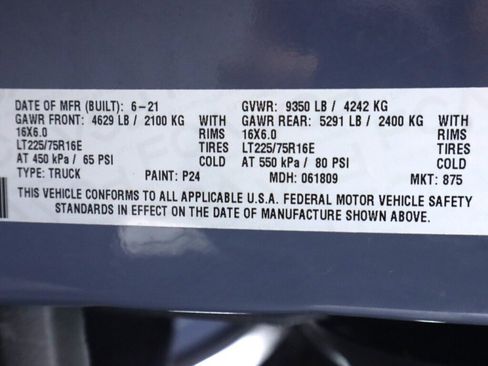 DATE OF MFR (BUILT): 6-21 GVWR: 9350 LB / 4242 KG
GAWR FRONT: 4629 LB / 2100 KG WITH GAWR REAR: 5291 LB / 2400 KG WITH
16X6.0 RIMS 16X6.0 RIMS
LT225/75R16E TIRES LT225/75R16E TIRES
AT 450 kPa / 65 PSI COLD AT 550 kPa / 80 PSI COLD
TYPE: TRUCK PAINT: P24 MDH: 061809 MKT: 875
THIS VEHICLE CONFORMS TO ALL APPLICABLE U.S.A. FEDERAL MOTOR VEHICLE SAFETY
STANDARDS IN EFFECT ON THE DATE OF MANUFACTURE SHOWN ABOVE.